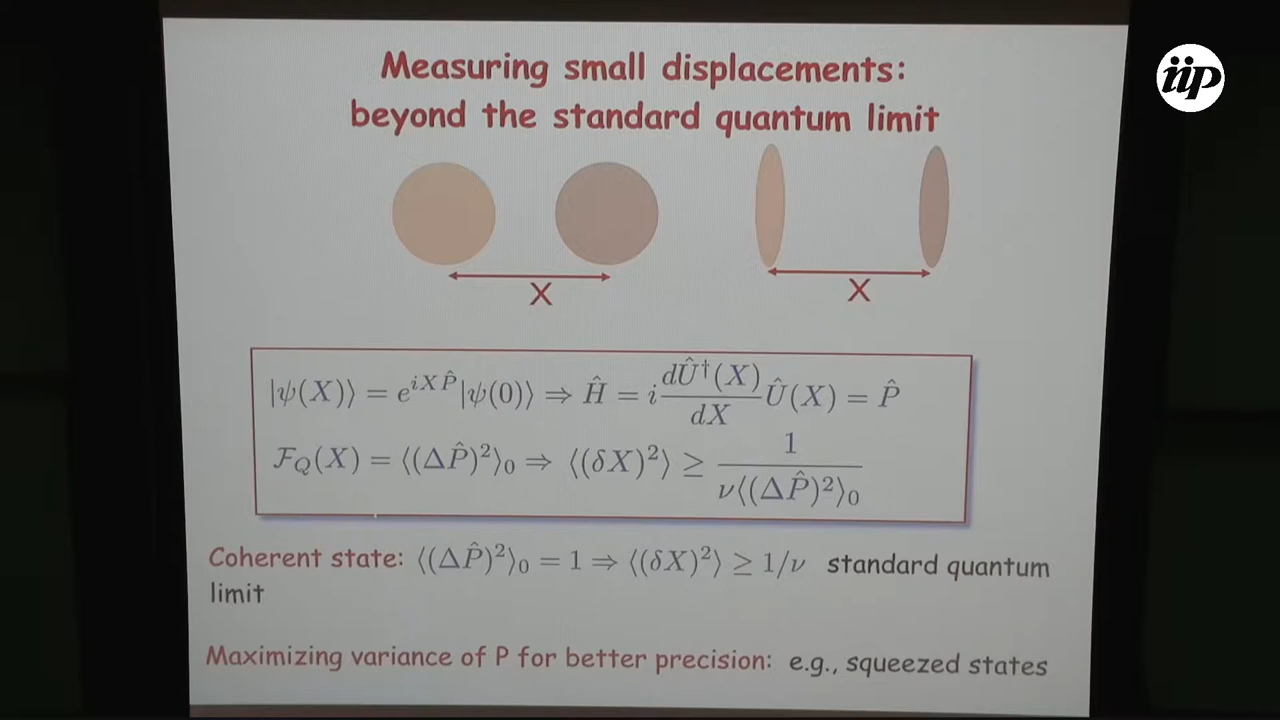 iip
Measuring small displacements:
beyond the standard quantum limit
X X
|ψ(X)⟩ = e^{iXP̂}|ψ(0)⟩ ⇒ Ĥ = i dÛ†(X)/dX Û(X) = P̂
ℱ_Q(X) = ⟨(ΔP̂)²⟩₀ ⇒ ⟨(δX)²⟩ ≥ 1/ν⟨(ΔP̂)²⟩₀
Coherent state: ⟨(ΔP̂)²⟩₀ = 1 ⇒ ⟨(δX)²⟩ ≥ 1/ν standard quantum
limit
Maximizing variance of P for better precision: e.g., squeezed states